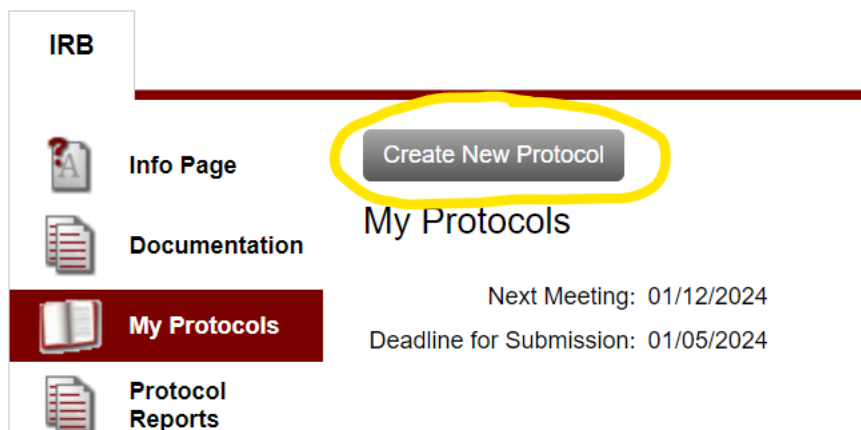 IRB
Info Page
Documentation
My Protocols
Protocol
Reports
Create New Protocol
My Protocols
Next Meeting: 01/12/2024
Deadline for Submission: 01/05/2024